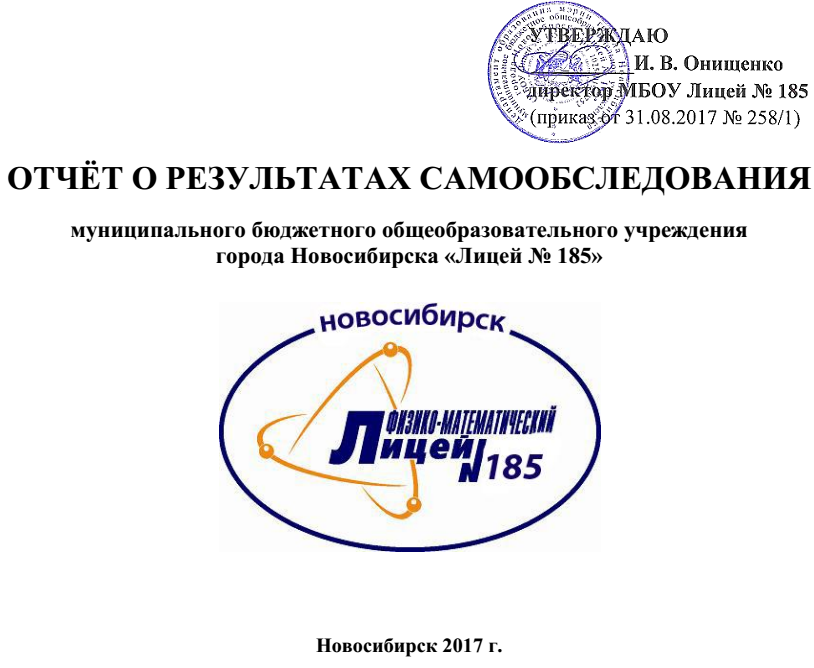 УТВЕРЖДАЮ
И. В. Онищенко
директор МБОУ Лицей № 185
(приказ от 31.08.2017 № 258/1)
ОТЧЁТ О РЕЗУЛЬТАТАХ САМООБСЛЕДОВАНИЯ
муниципального бюджетного общеобразовательного учреждения
города Новосибирска «Лицей № 185»
НОВОСИБИРСК
ФИЗИКО-МАТЕМАТИЧЕСКИЙ
Лицей
N 185
Новосибирск 2017 г.